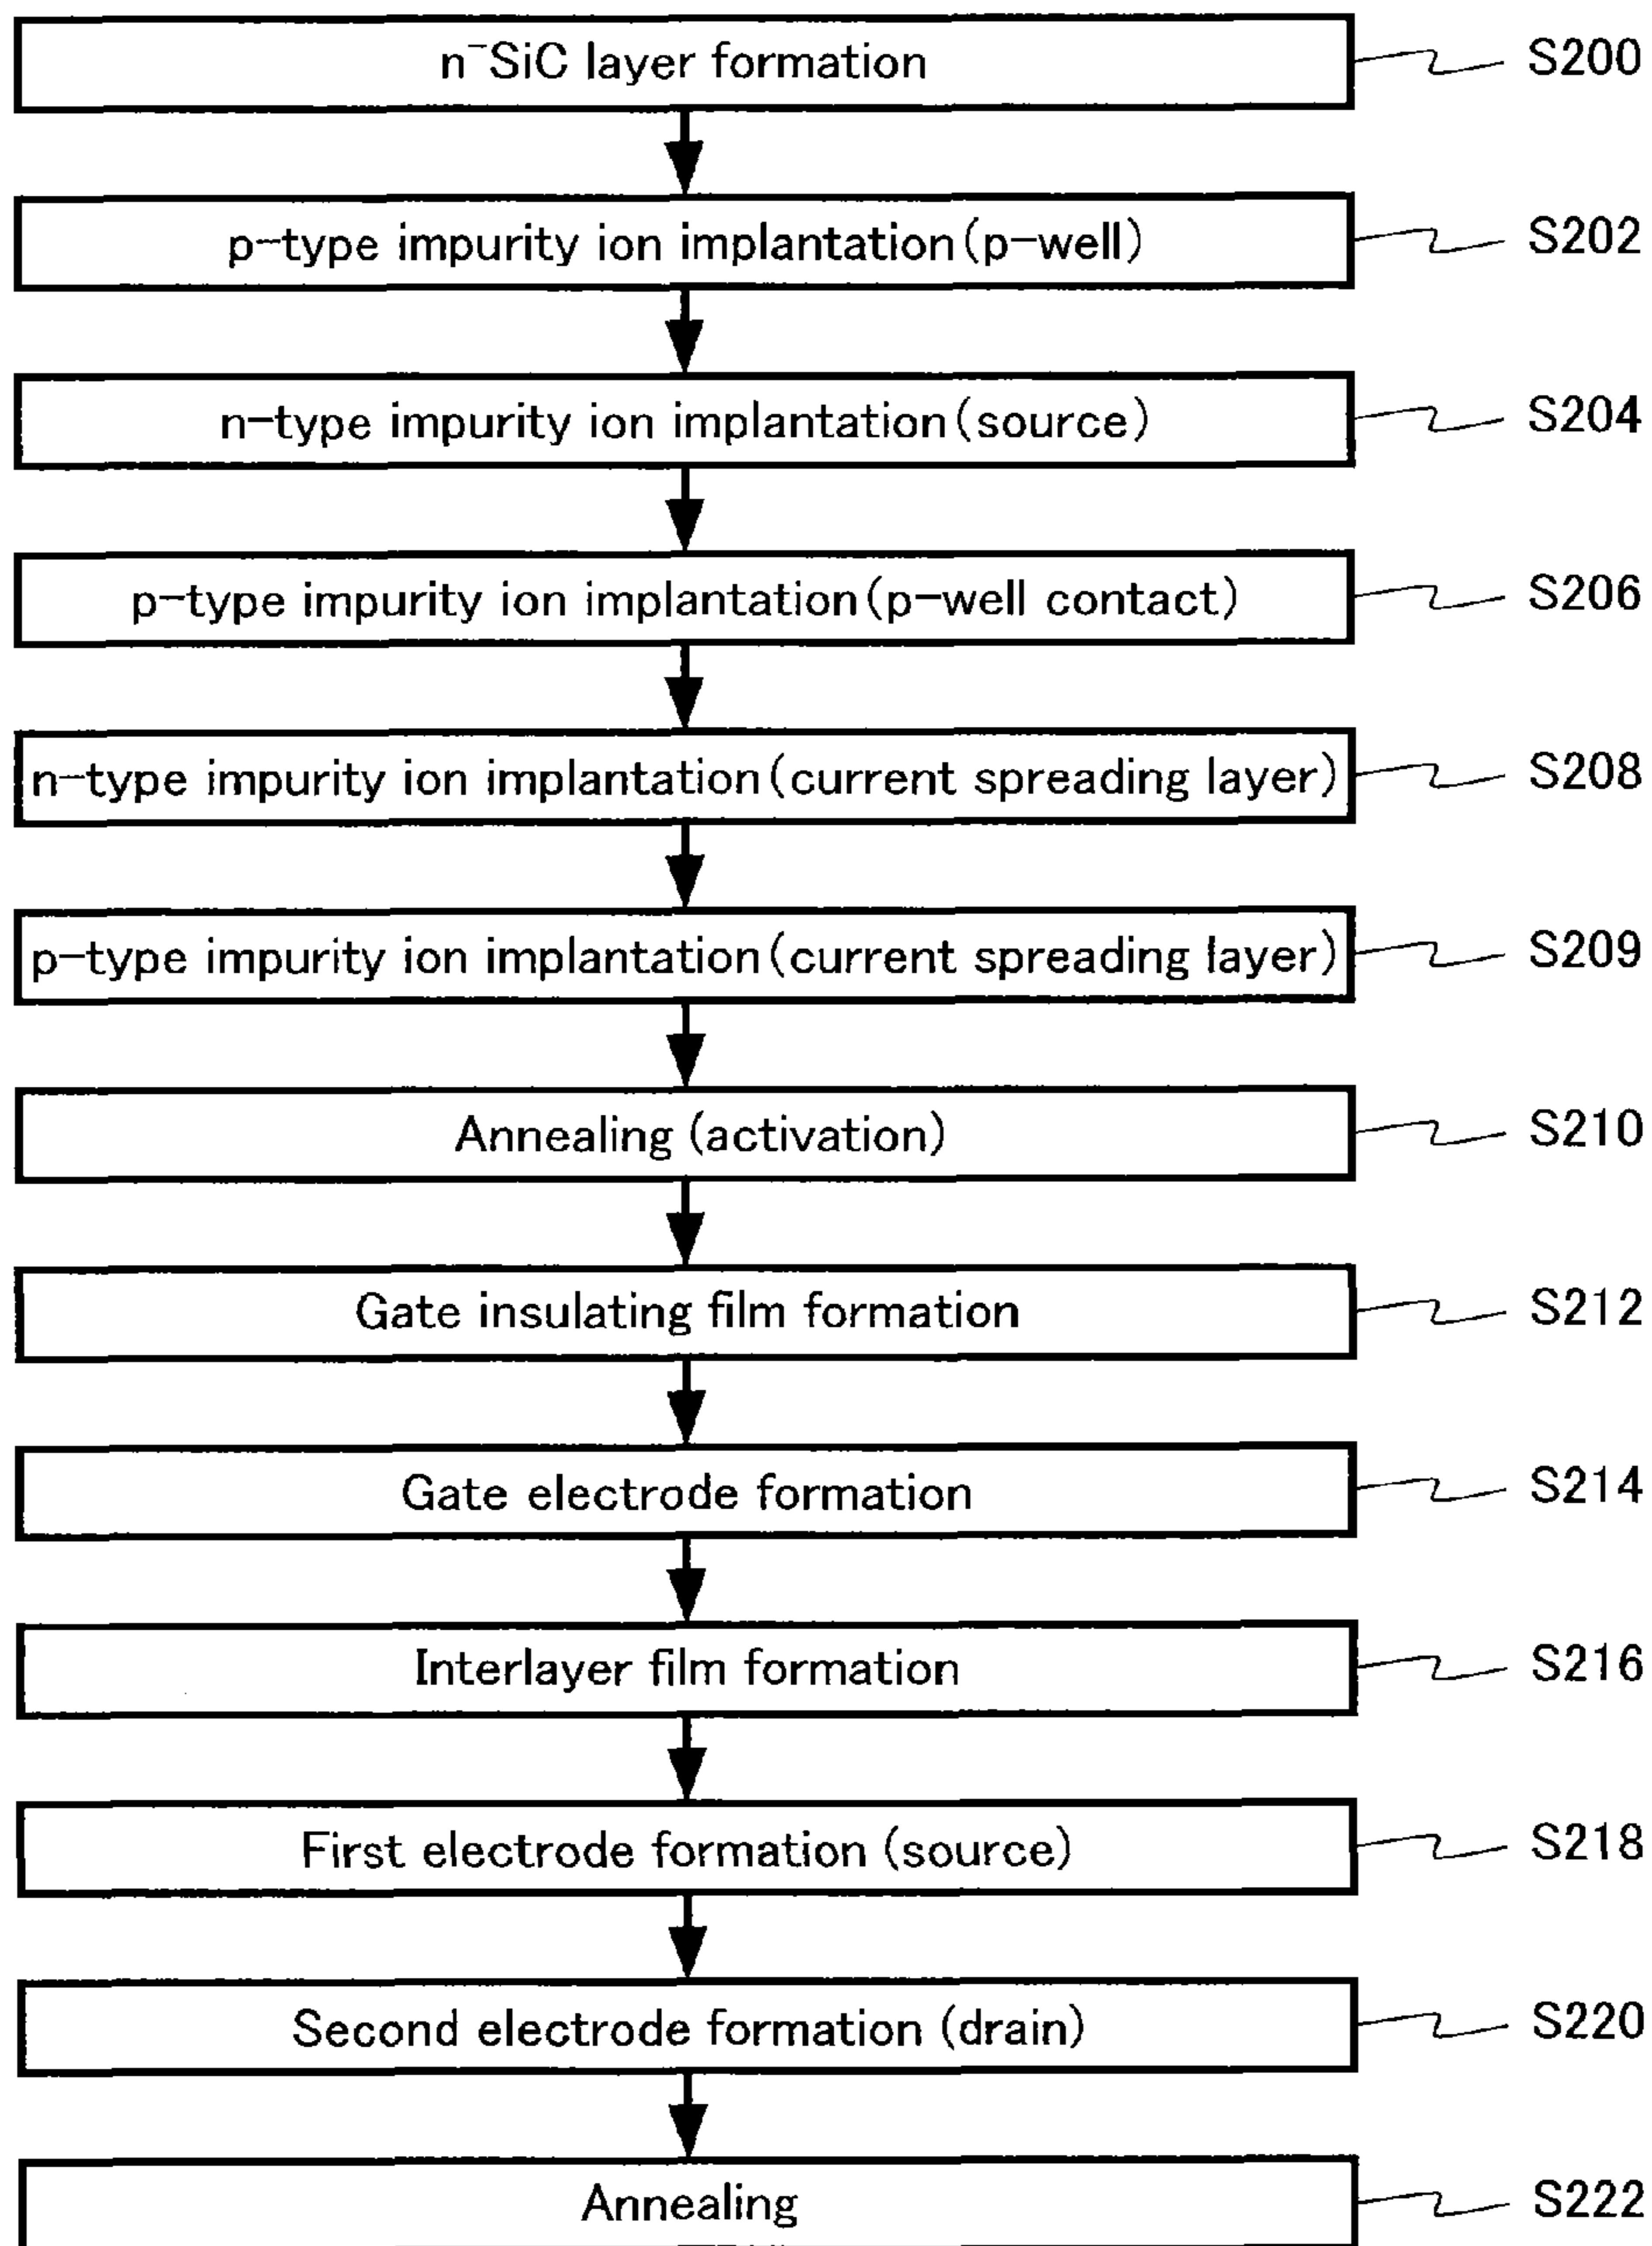 n⁻SiC layer formation S200
p-type impurity ion implantation(p-well) S202
n-type impurity ion implantation(source) S204
p-type impurity ion implantation(p-well contact) S206
n-type impurity ion implantation(current spreading layer) S208
p-type impurity ion implantation(current spreading layer) S209
Annealing (activation) S210
Gate insulating film formation S212
Gate electrode formation S214
Interlayer film formation S216
First electrode formation (source) S218
Second electrode formation (drain) S220
Annealing S222